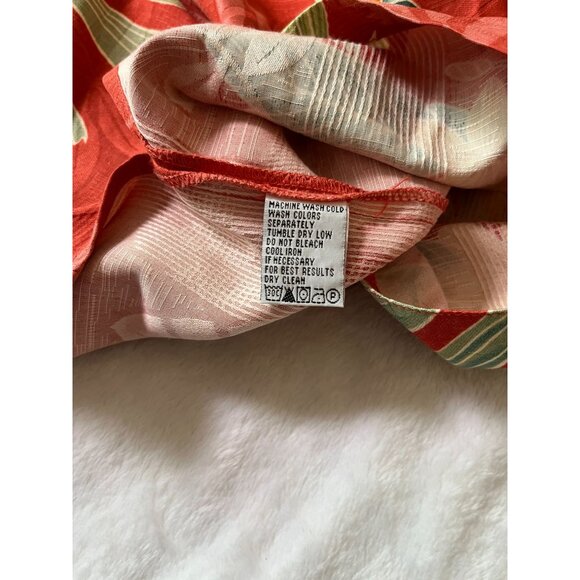 MACHINE WASH COLD
WASH COLORS
SEPARATELY
TUMBLE DRY LOW
DO NOT BLEACH
COOL IRON
IF NECESSARY
FOR BEST RESULTS
DRY CLEAN
30C P